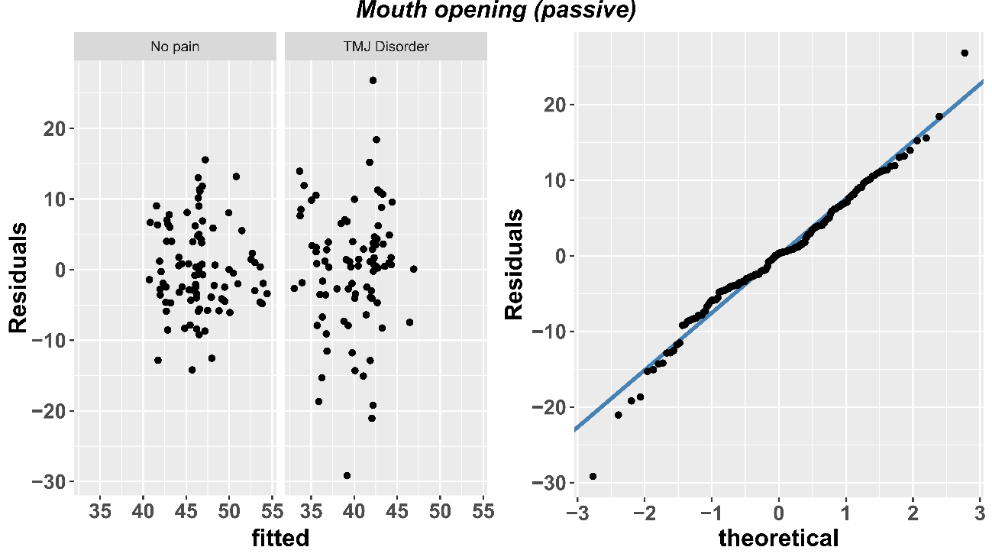 Mouth opening (passive)
No pain
TMJ Disorder
Residuals
20
10
0
−10
−20
−30
35 40 45 50 55
35 40 45 50 55
fitted
Residuals
20
10
0
−10
−20
−30
−3 −2 −1 0 1 2 3
theoretical